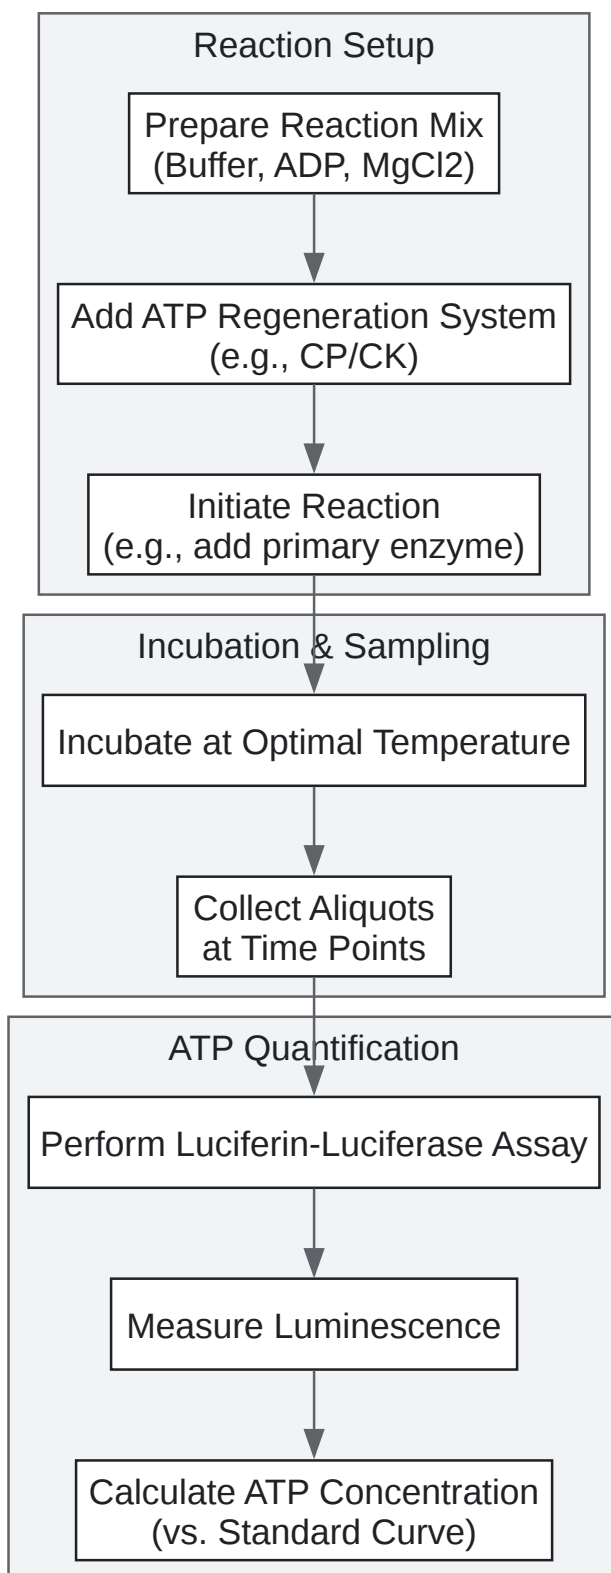 Reaction Setup
Prepare Reaction Mix
(Buffer, ADP, MgCl2)
Add ATP Regeneration System
(e.g., CP/CK)
Initiate Reaction
(e.g., add primary enzyme)
Incubation & Sampling
Incubate at Optimal Temperature
Collect Aliquots
at Time Points
ATP Quantification
Perform Luciferin-Luciferase Assay
Measure Luminescence
Calculate ATP Concentration
(vs. Standard Curve)